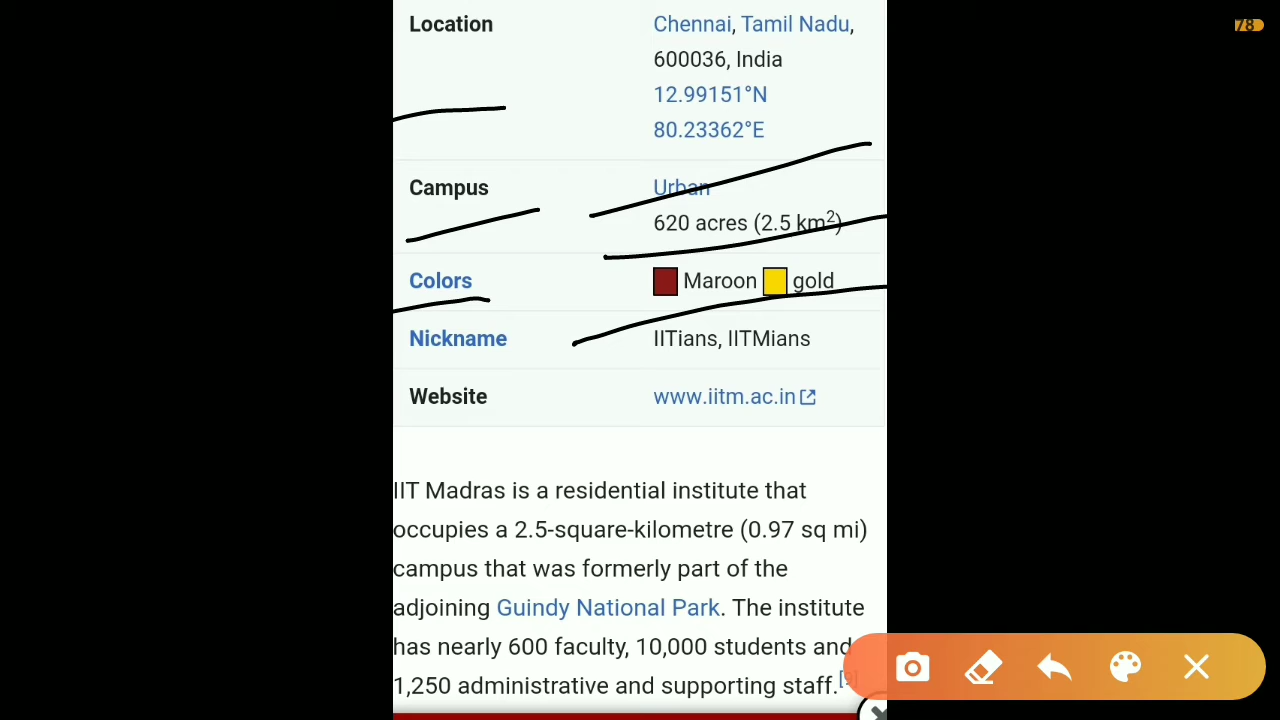 78
Location Chennai, Tamil Nadu,
600036, India
12.99151°N
80.23362°E
Campus Urban
620 acres (2.5 km²)
Colors Maroon gold
Nickname IITians, IITMians
Website www.iitm.ac.in
IIT Madras is a residential institute that
occupies a 2.5-square-kilometre (0.97 sq mi)
campus that was formerly part of the
adjoining Guindy National Park. The institute
has nearly 600 faculty, 10,000 students and
1,250 administrative and supporting staff.[9]